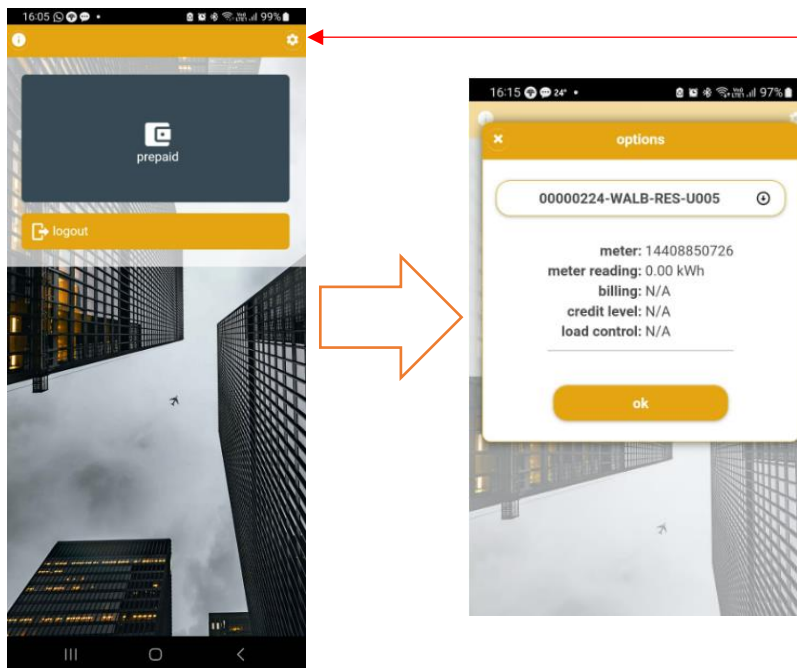 16:05 99%
prepaid
logout
16:15 24° 97%
options
00000224-WALB-RES-U005
meter: 14408850726
meter reading: 0.00 kWh
billing: N/A
credit level: N/A
load control: N/A
ok